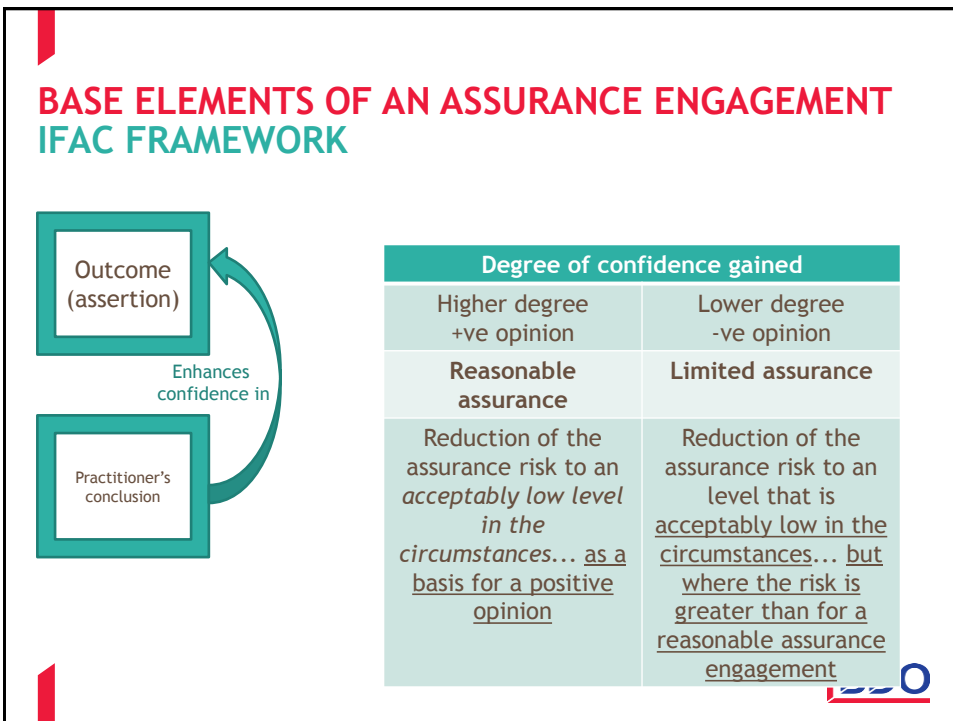 BASE ELEMENTS OF AN ASSURANCE ENGAGEMENT
IFAC FRAMEWORK
Outcome
(assertion)
Enhances
confidence in
Practitioner's
conclusion
Degree of confidence gained
Higher degree
+ve opinion
Lower degree
-ve opinion
Reasonable
assurance
Limited assurance
Reduction of the
assurance risk to an
acceptably low level
in the
circumstances... as a
basis for a positive
opinion
Reduction of the
assurance risk to an
level that is
acceptably low in the
circumstances... but
where the risk is
greater than for a
reasonable assurance
engagement